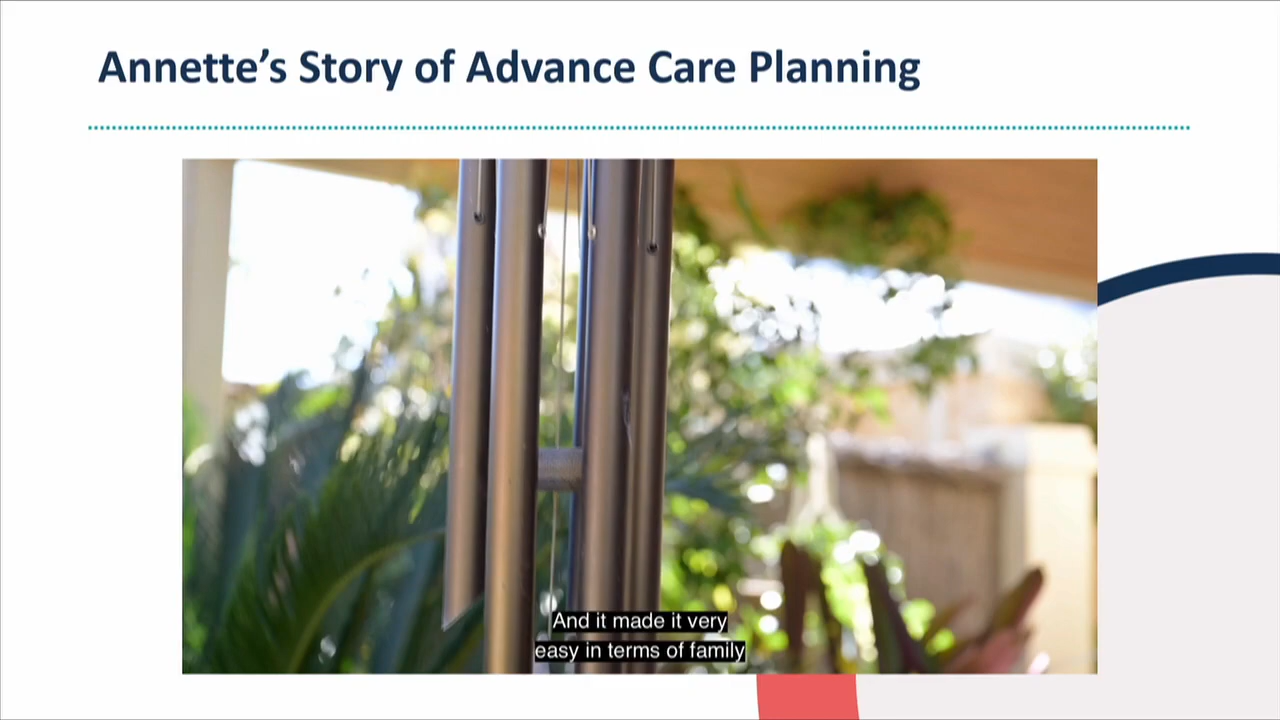 Annette’s Story of Advance Care Planning
And it made it very
easy in terms of family